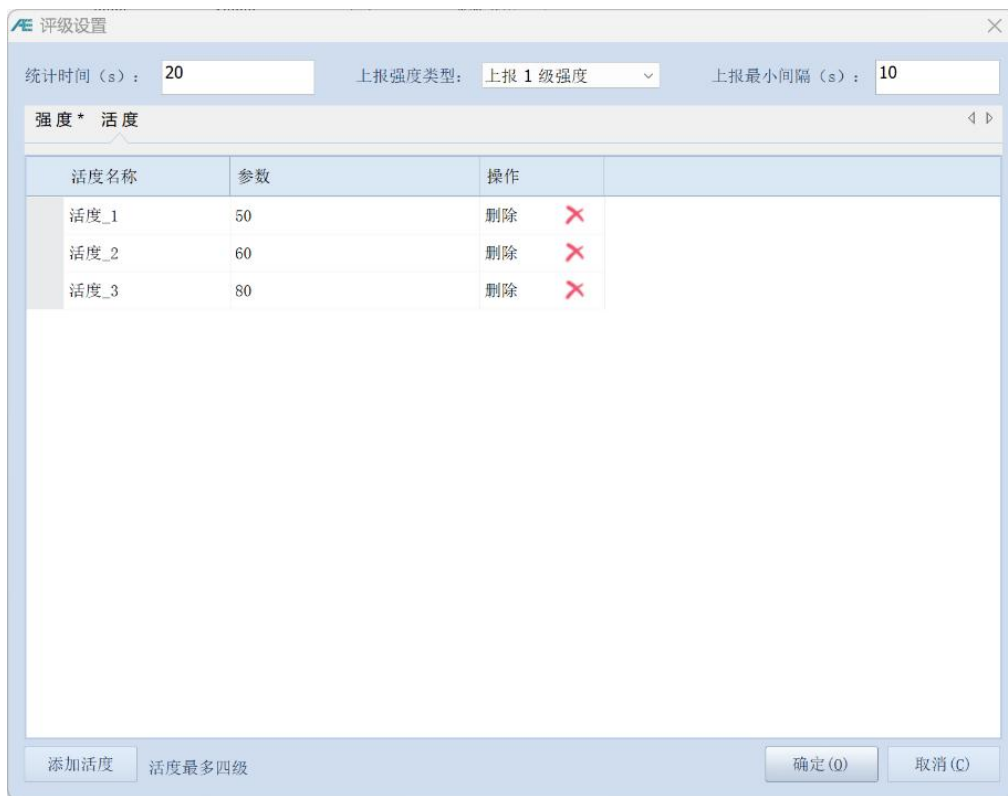 AE 评级设置
统计时间（s）： 20 上报强度类型： 上报 1 级强度 上报最小间隔（s）： 10
强度* 活度
活度名称 参数 操作
活度_1 50 删除
活度_2 60 删除
活度_3 80 删除
添加活度 活度最多四级 确定(O) 取消(C)